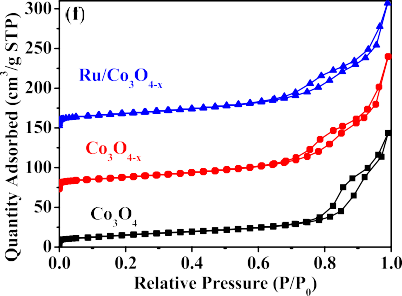 (f)
Quantity Adsorbed (cm³/g STP)
300
250
200
150
100
50
0
Ru/Co₃O₄₋ₓ
Co₃O₄₋ₓ
Co₃O₄
0.0 0.2 0.4 0.6 0.8 1.0
Relative Pressure (P/P₀)